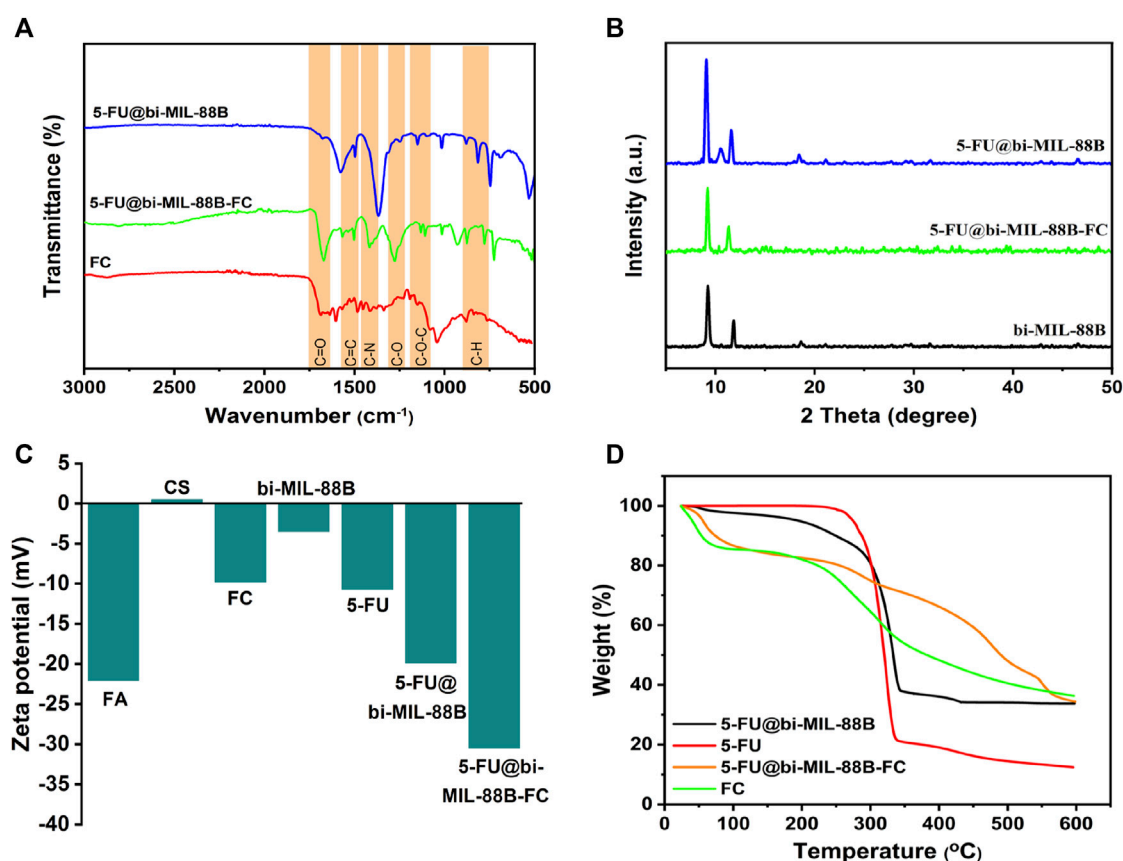 A
5-FU@bi-MIL-88B
5-FU@bi-MIL-88B-FC
FC
C=O
C=C
C-N
C-O
C-O-C
C-H
Transmittance (%)
3000 2500 2000 1500 1000 500
Wavenumber (cm⁻¹)
B
5-FU@bi-MIL-88B
5-FU@bi-MIL-88B-FC
bi-MIL-88B
Intensity (a.u.)
10 20 30 40 50
2 Theta (degree)
C
5
0
-5
-10
-15
-20
-25
-30
-35
-40
Zeta potential (mV)
FA
CS
FC
bi-MIL-88B
5-FU
5-FU@
bi-MIL-88B
5-FU@bi-
MIL-88B-FC
D
100
80
60
40
20
0
Weight (%)
5-FU@bi-MIL-88B
5-FU
5-FU@bi-MIL-88B-FC
FC
0 100 200 300 400 500 600
Temperature (°C)